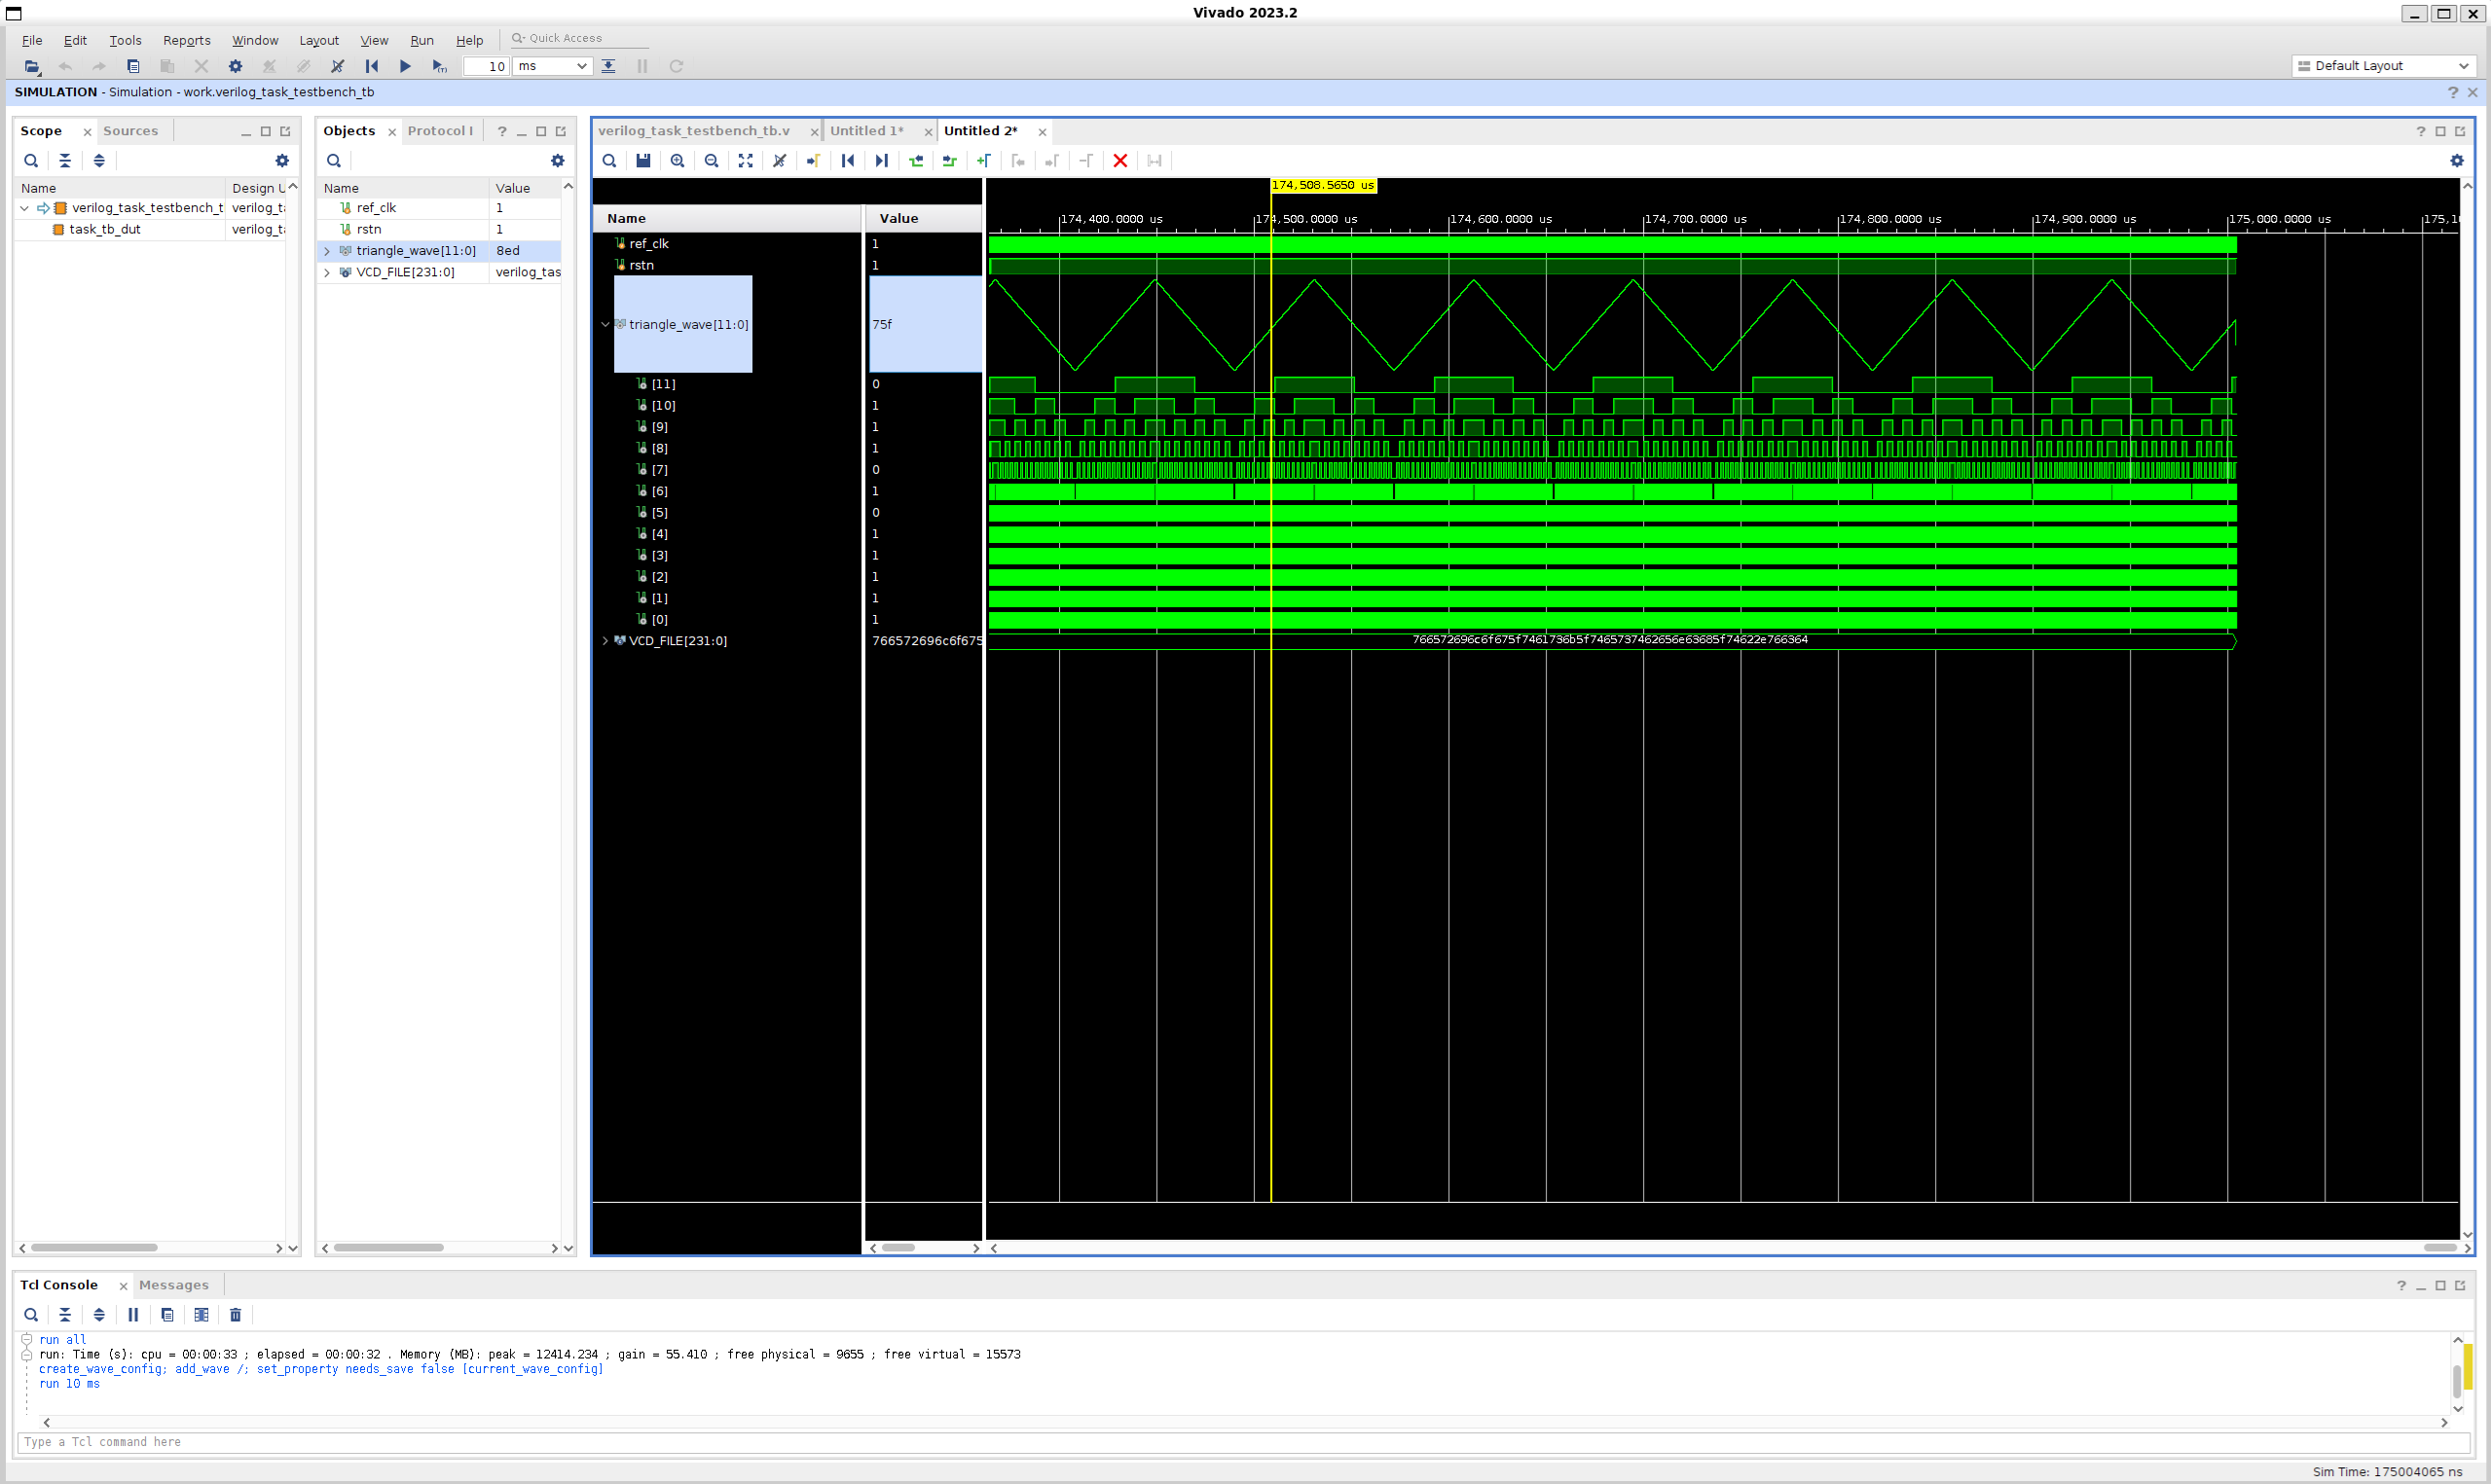 Vivado 2023.2
File Edit Tools Reports Window Layout View Run Help Quick Access
10 ms Default Layout
SIMULATION - Simulation - work.verilog_task_testbench_tb
Scope Sources
Name Design U
verilog_task_testbench_t verilog_ta
task_tb_dut verilog_ta
Objects Protocol I
Name Value
ref_clk 1
rstn 1
triangle_wave[11:0] 8ed
VCD_FILE[231:0] verilog_tas
verilog_task_testbench_tb.v Untitled 1* Untitled 2*
174,508.5650 us
Name Value
174,400.0000 us 174,500.0000 us 174,600.0000 us 174,700.0000 us 174,800.0000 us 174,900.0000 us 175,000.0000 us 175,1
ref_clk 1
rstn 1
triangle_wave[11:0] 75f
[11] 0
[10] 1
[9] 1
[8] 1
[7] 0
[6] 1
[5] 0
[4] 1
[3] 1
[2] 1
[1] 1
[0] 1
VCD_FILE[231:0] 766572696c6f675 766572696c6f675f7461736b5f7465737462656e63685f74622e766364
Tcl Console Messages
run all
run: Time (s): cpu = 00:00:33 ; elapsed = 00:00:32 . Memory (MB): peak = 12414.234 ; gain = 55.410 ; free physical = 9655 ; free virtual = 15573
create_wave_config; add_wave /; set_property needs_save false [current_wave_config]
run 10 ms
Type a Tcl command here
Sim Time: 175004065 ns